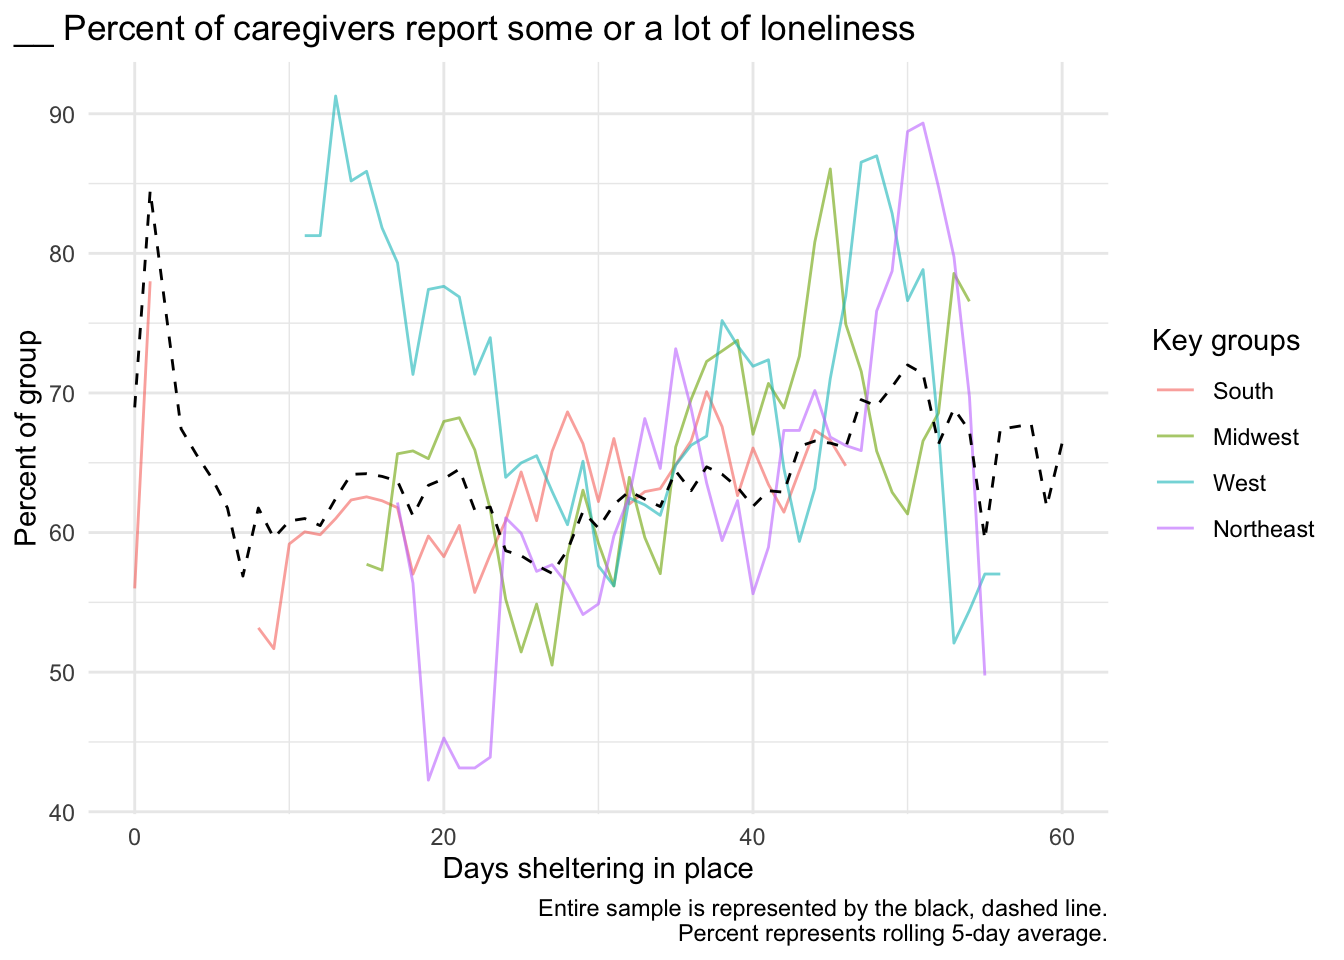 __ Percent of caregivers report some or a lot of loneliness
Percent of group
90
80
70
60
50
40
0
20
40
60
Days sheltering in place
Key groups
South
Midwest
West
Northeast
Entire sample is represented by the black, dashed line.
Percent represents rolling 5-day average.